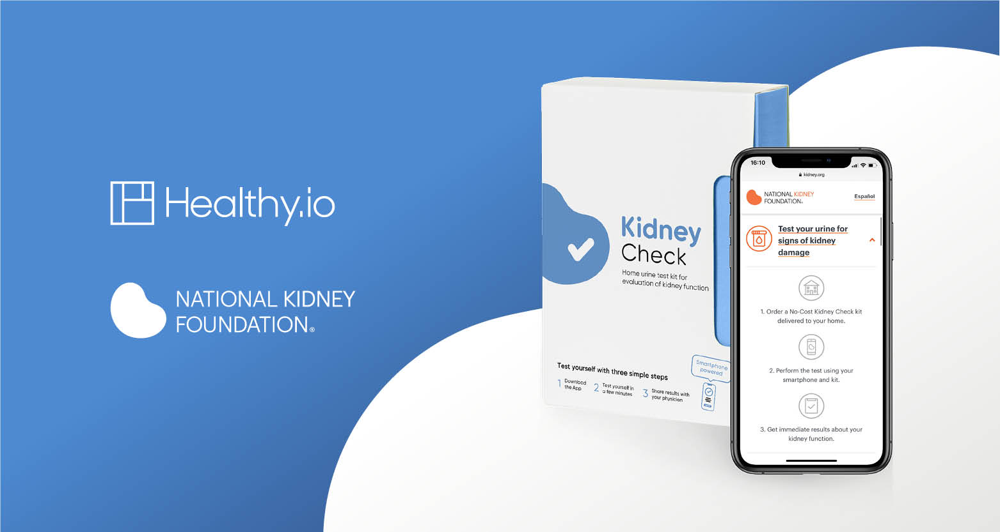 Healthy.io
NATIONAL KIDNEY
FOUNDATION®
Kidney
Check
Home urine test kit for
evaluation of kidney function
Test yourself with three simple steps
1 Download
the App
2 Test yourself in
a few minutes
3 Share results with
your physician
Smartphone
powered
16:10
kidney.org
NATIONAL KIDNEY
FOUNDATION®
Español
Test your urine for
signs of kidney
damage
1. Order a No-Cost Kidney Check kit
delivered to your home.
2. Perform the test using your
smartphone and kit.
3. Get immediate results about your
kidney function.